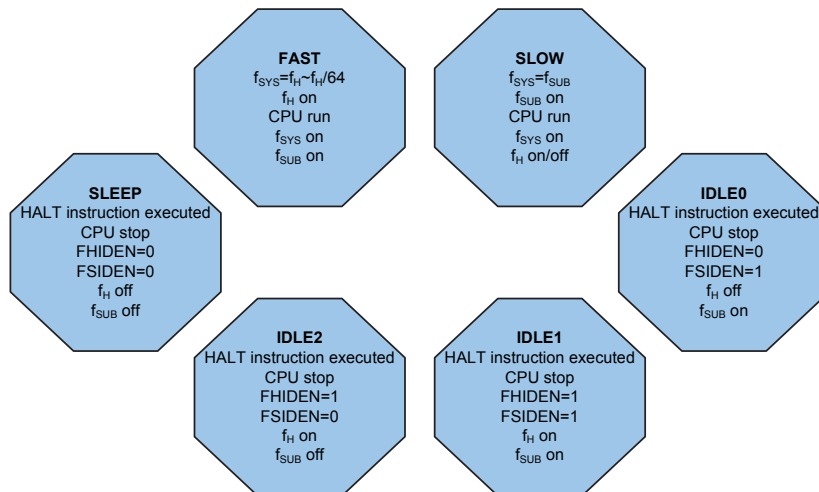 FAST
fSYS=fH~fH/64
fH on
CPU run
fSYS on
fSUB on
SLOW
fSYS=fSUB
fSUB on
CPU run
fSYS on
fH on/off
SLEEP
HALT instruction executed
CPU stop
FHIDEN=0
FSIDEN=0
fH off
fSUB off
IDLE0
HALT instruction executed
CPU stop
FHIDEN=0
FSIDEN=1
fH off
fSUB on
IDLE2
HALT instruction executed
CPU stop
FHIDEN=1
FSIDEN=0
fH on
fSUB off
IDLE1
HALT instruction executed
CPU stop
FHIDEN=1
FSIDEN=1
fH on
fSUB on